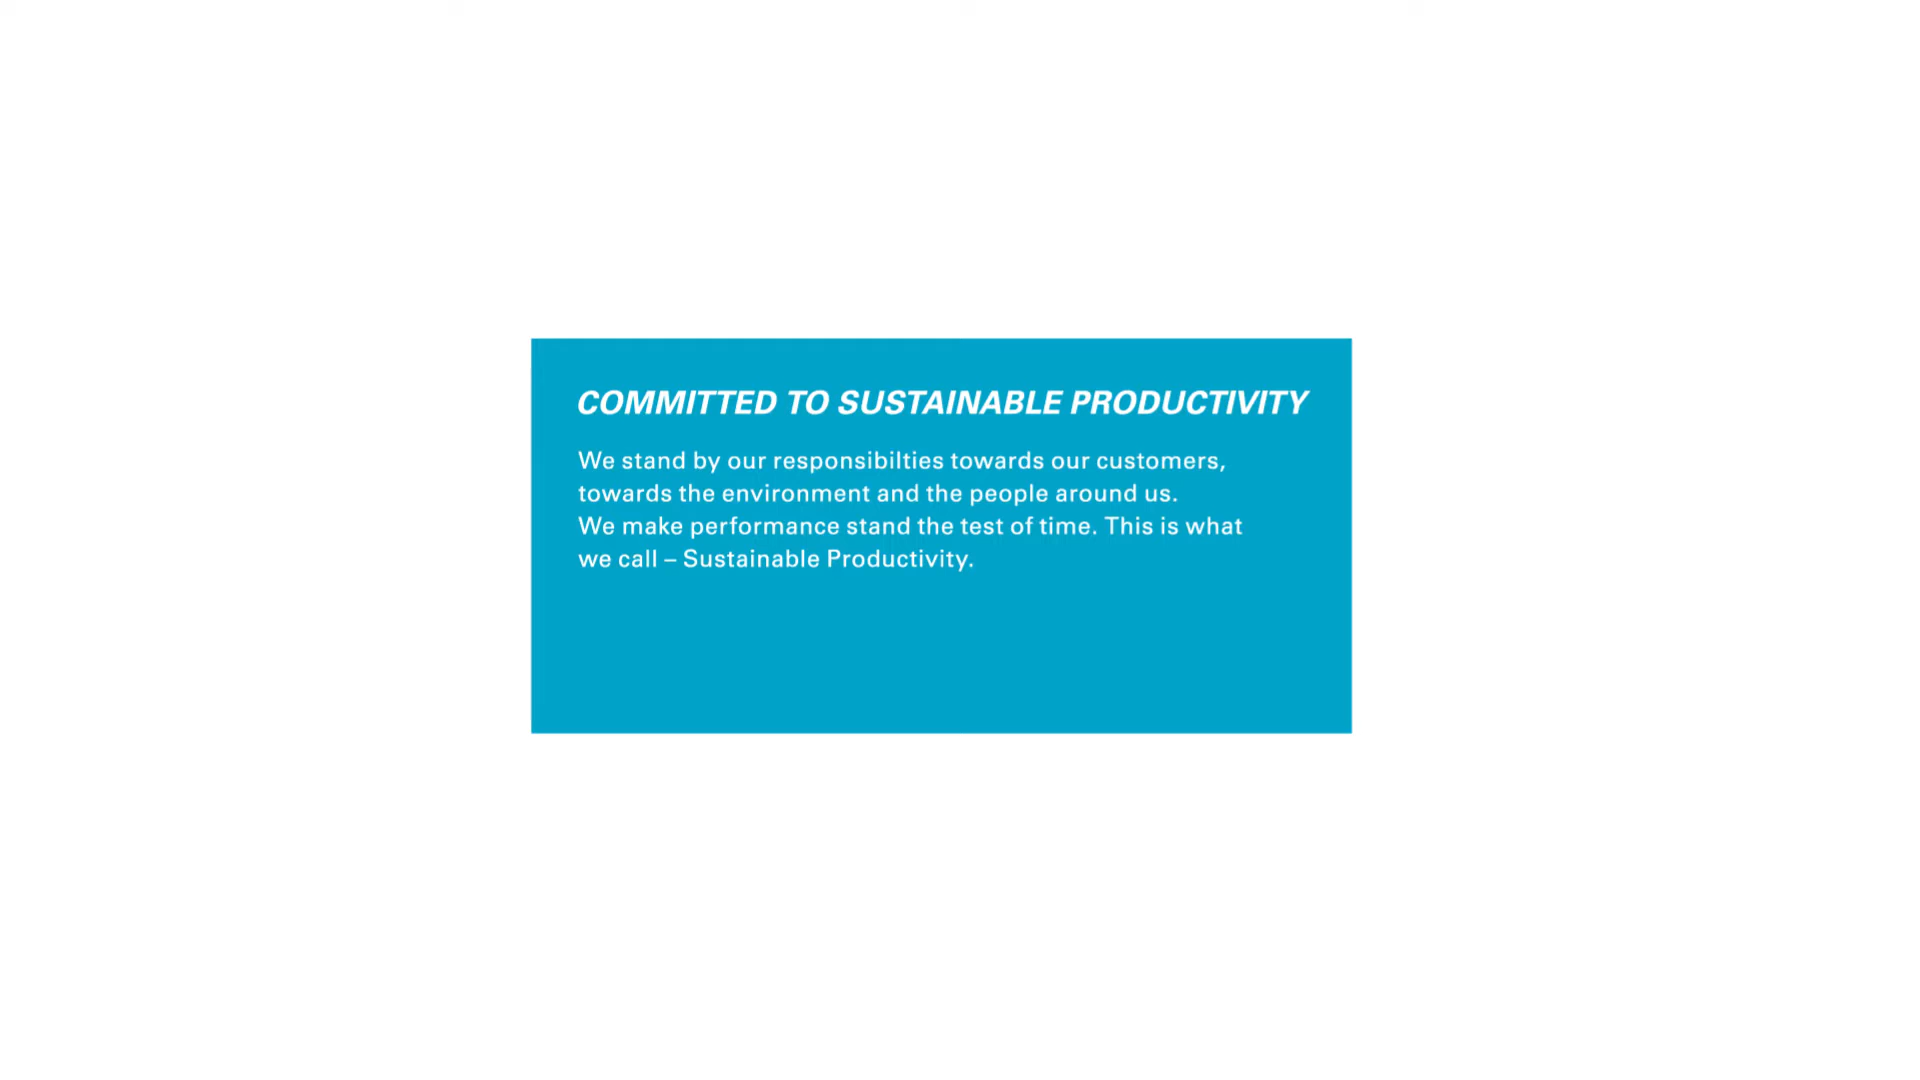 COMMITTED TO SUSTAINABLE PRODUCTIVITY
We stand by our responsibilties towards our customers,
towards the environment and the people around us.
We make performance stand the test of time. This is what
we call – Sustainable Productivity.